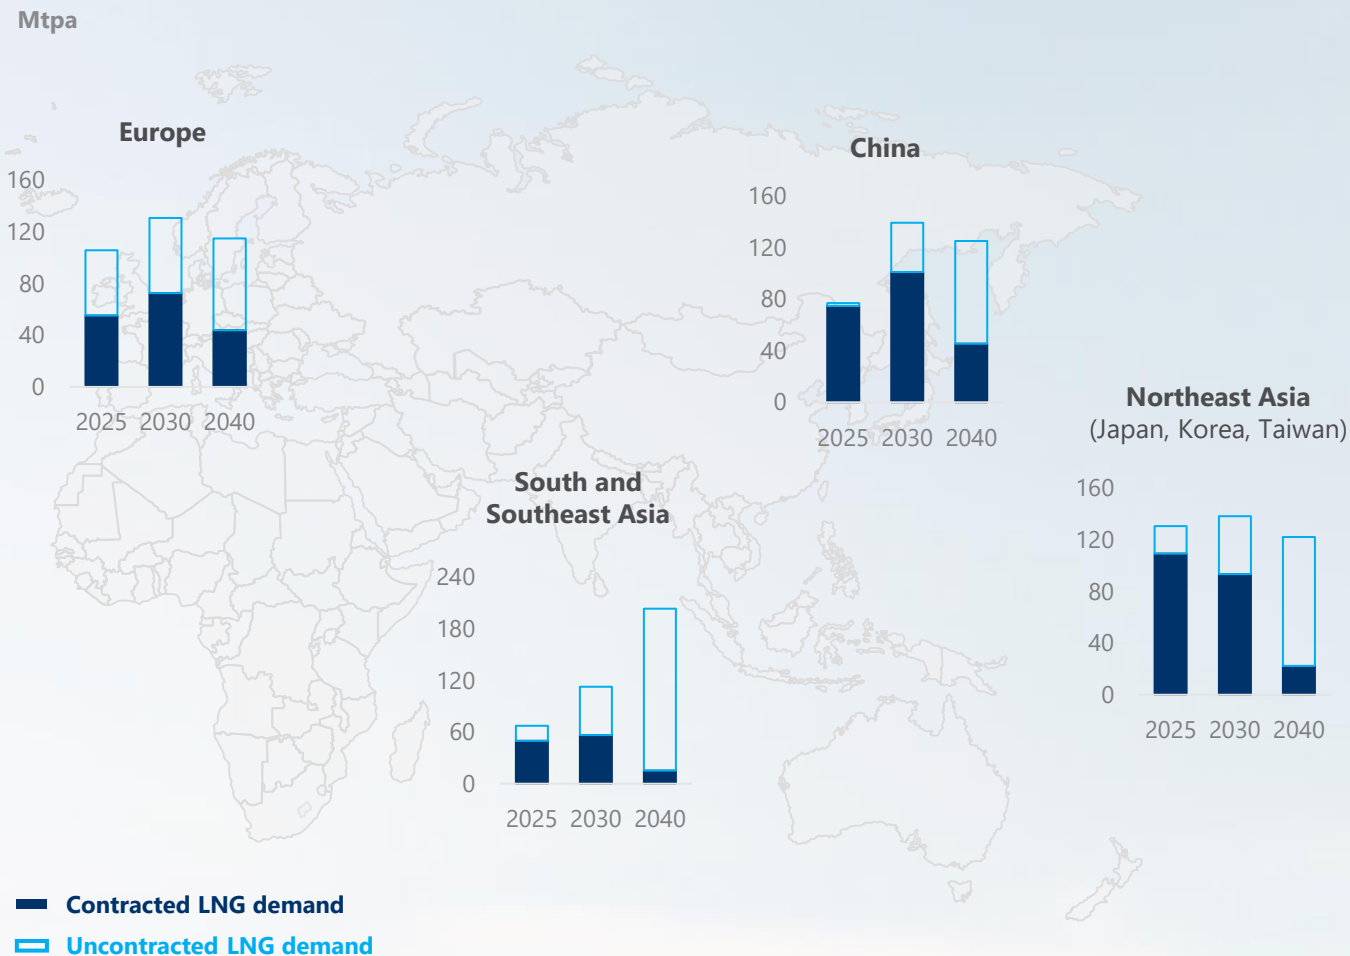 Mtpa
Europe
160
120
80
40
0
2025 2030 2040
China
160
120
80
40
0
2025 2030 2040
Northeast Asia
(Japan, Korea, Taiwan)
160
120
80
40
0
2025 2030 2040
South and
Southeast Asia
240
180
120
60
0
2025 2030 2040
Contracted LNG demand
Uncontracted LNG demand